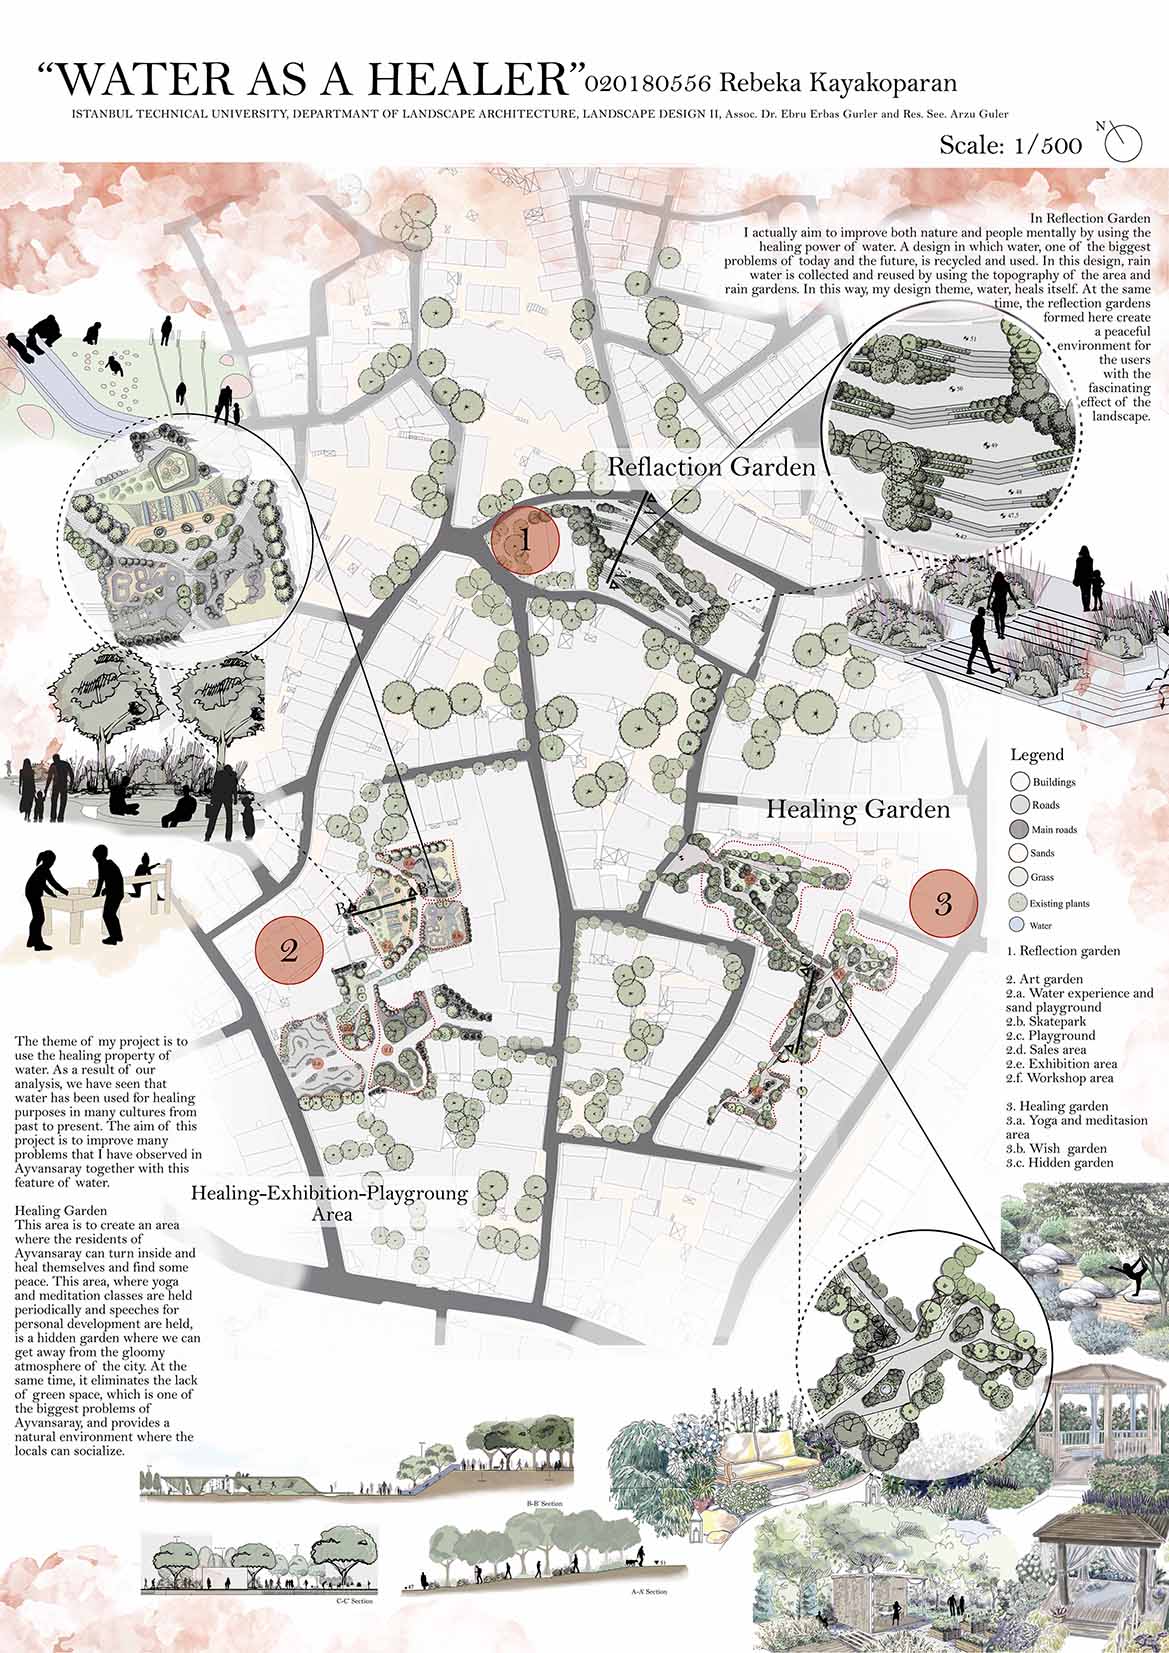 “WATER AS A HEALER” 020180556 Rebeka Kayakoparan
ISTANBUL TECHNICAL UNIVERSITY, DEPARTMANT OF LANDSCAPE ARCHITECTURE, LANDSCAPE DESIGN II, Assoc. Dr. Ebru Erbas Gurler and Res. See. Arzu Guler
Scale: 1/500
N
In Reflection Garden
I actually aim to improve both nature and people mentally by using the
healing power of water. A design in which water, one of the biggest
problems of today and the future, is recycled and used. In this design, rain
water is collected and reused by using the topography of the area and
rain gardens. In this way, my design theme, water, heals itself. At the same
time, the reflection gardens
formed here create
a peaceful
environment for
the users
with the
fascinating
effect of the
landscape.
51
50
49
48
47,5
47
Reflaction Garden
1
Healing Garden
3
2
B
B'
Healing-Exhibition-Playgroung
Area
Legend
Buildings
Roads
Main roads
Sands
Grass
Existing plants
Water
1. Reflection garden
2. Art garden
2.a. Water experience and
sand playground
2.b. Skatepark
2.c. Playground
2.d. Sales area
2.e. Exhibition area
2.f. Workshop area
3. Healing garden
3.a. Yoga and meditasion
area
3.b. Wish garden
3.c. Hidden garden
The theme of my project is to
use the healing property of
water. As a result of our
analysis, we have seen that
water has been used for healing
purposes in many cultures from
past to present. The aim of this
project is to improve many
problems that I have observed in
Ayvansaray together with this
feature of water.
Healing Garden
This area is to create an area
where the residents of
Ayvansaray can turn inside and
heal themselves and find some
peace. This area, where yoga
and meditation classes are held
periodically and speeches for
personal development are held,
is a hidden garden where we can
get away from the gloomy
atmosphere of the city. At the
same time, it eliminates the lack
of green space, which is one of
the biggest problems of
Ayvansaray, and provides a
natural environment where the
locals can socialize.
B-B' Section
C-C' Section
A-A' Section